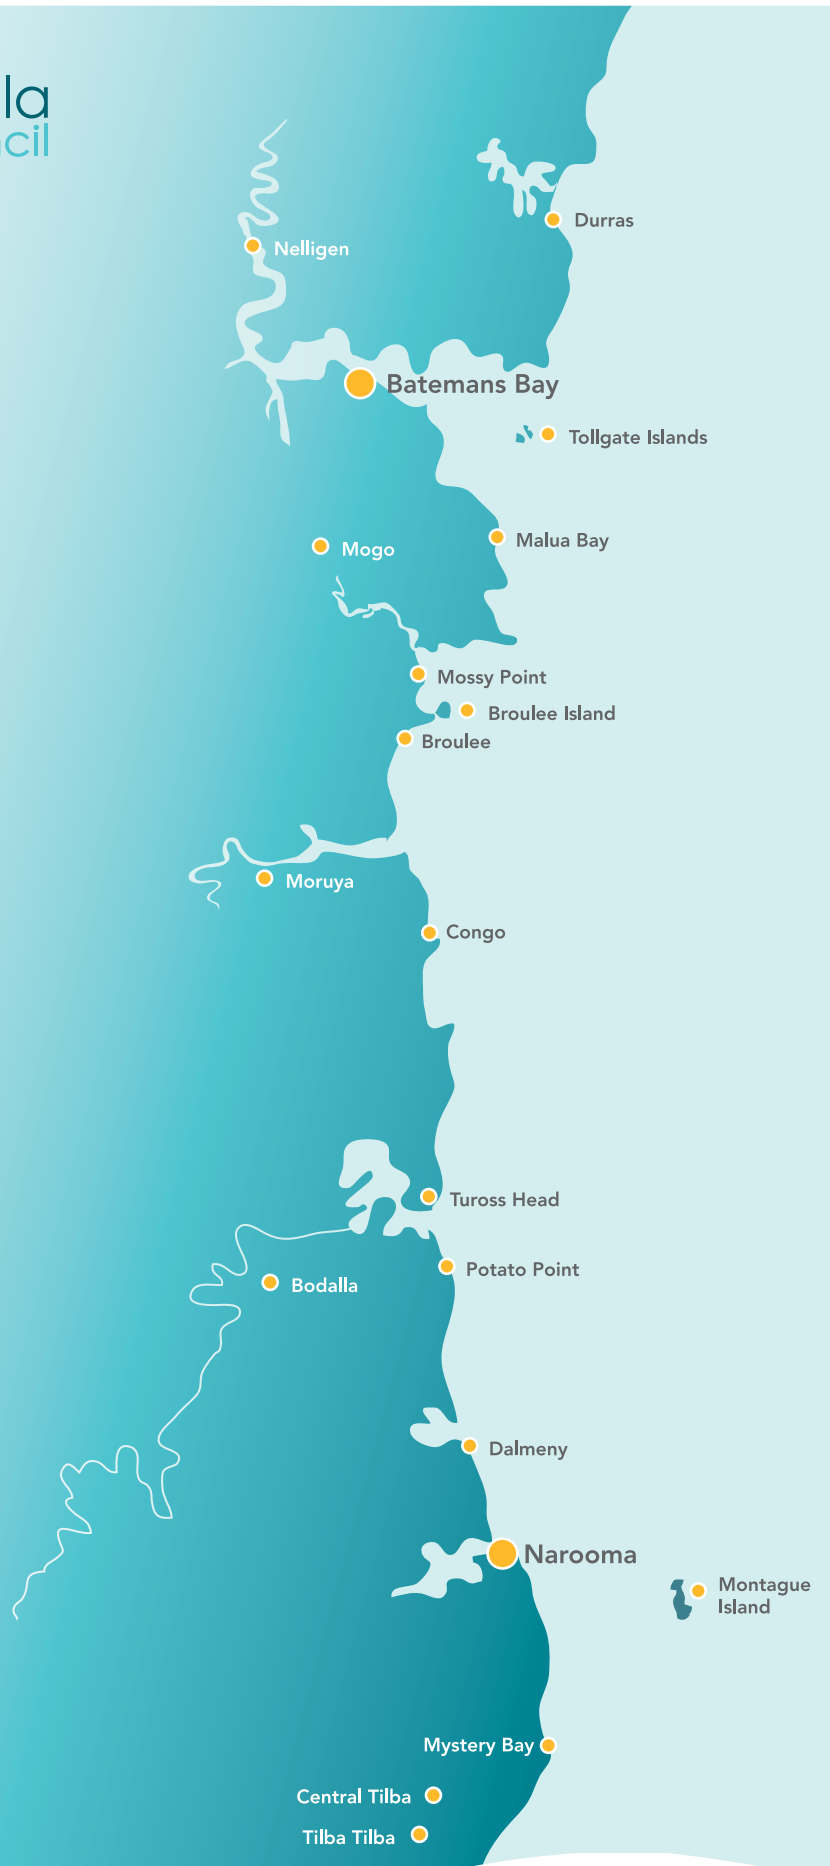 la
cil
Durras
Nelligen
Batemans Bay
Tollgate Islands
Malua Bay
Mogo
Mossy Point
Broulee Island
Broulee
Moruya
Congo
Tuross Head
Potato Point
Bodalla
Dalmeny
Narooma
Montague
Island
Mystery Bay
Central Tilba
Tilba Tilba